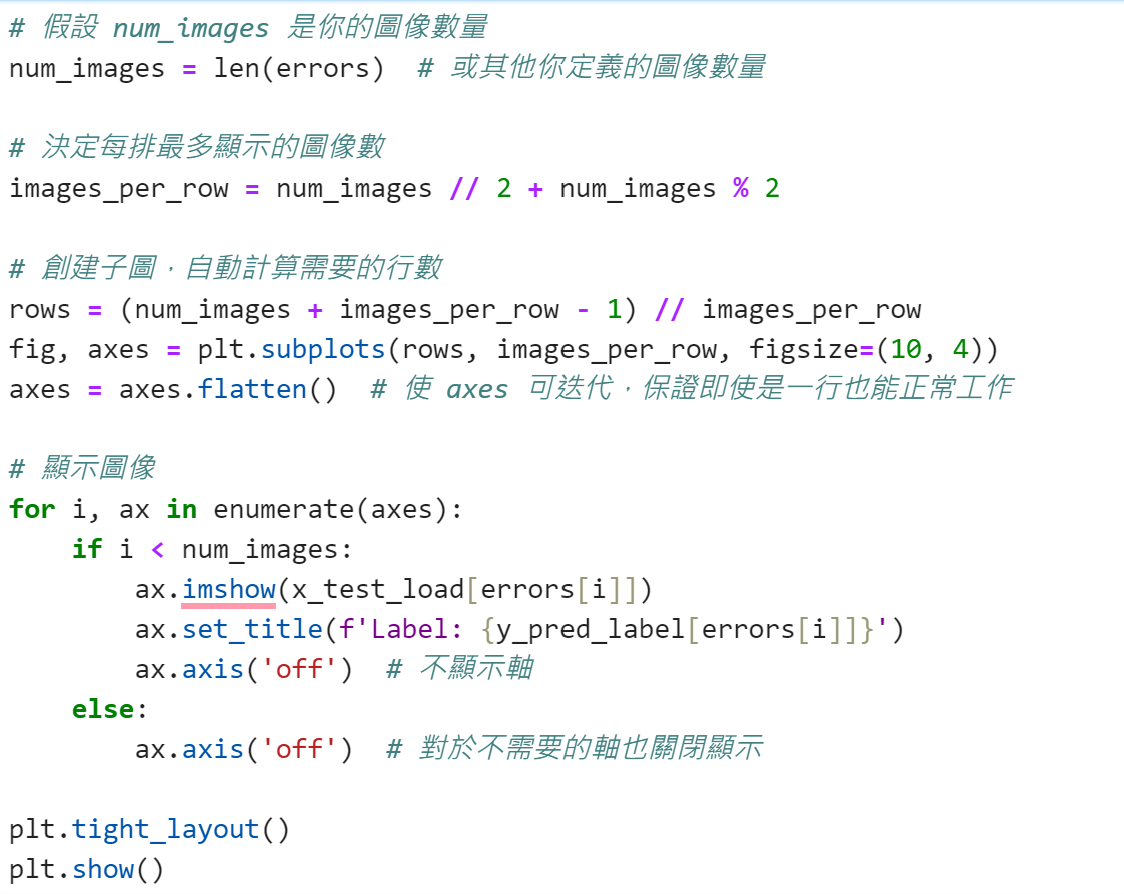 # 假設 num_images 是你的圖像數量
num_images = len(errors)  # 或其他你定義的圖像數量
# 決定每排最多顯示的圖像數
images_per_row = num_images // 2 + num_images % 2
# 創建子圖，自動計算需要的行數
rows = (num_images + images_per_row - 1) // images_per_row
fig, axes = plt.subplots(rows, images_per_row, figsize=(10, 4))
axes = axes.flatten()  # 使 axes 可迭代，保證即使是一行也能正常工作
# 顯示圖像
for i, ax in enumerate(axes):
    if i < num_images:
        ax.imshow(x_test_load[errors[i]])
        ax.set_title(f'Label: {y_pred_label[errors[i]]}')
        ax.axis('off')  # 不顯示軸
    else:
        ax.axis('off')  # 對於不需要的軸也關閉顯示
plt.tight_layout()
plt.show()